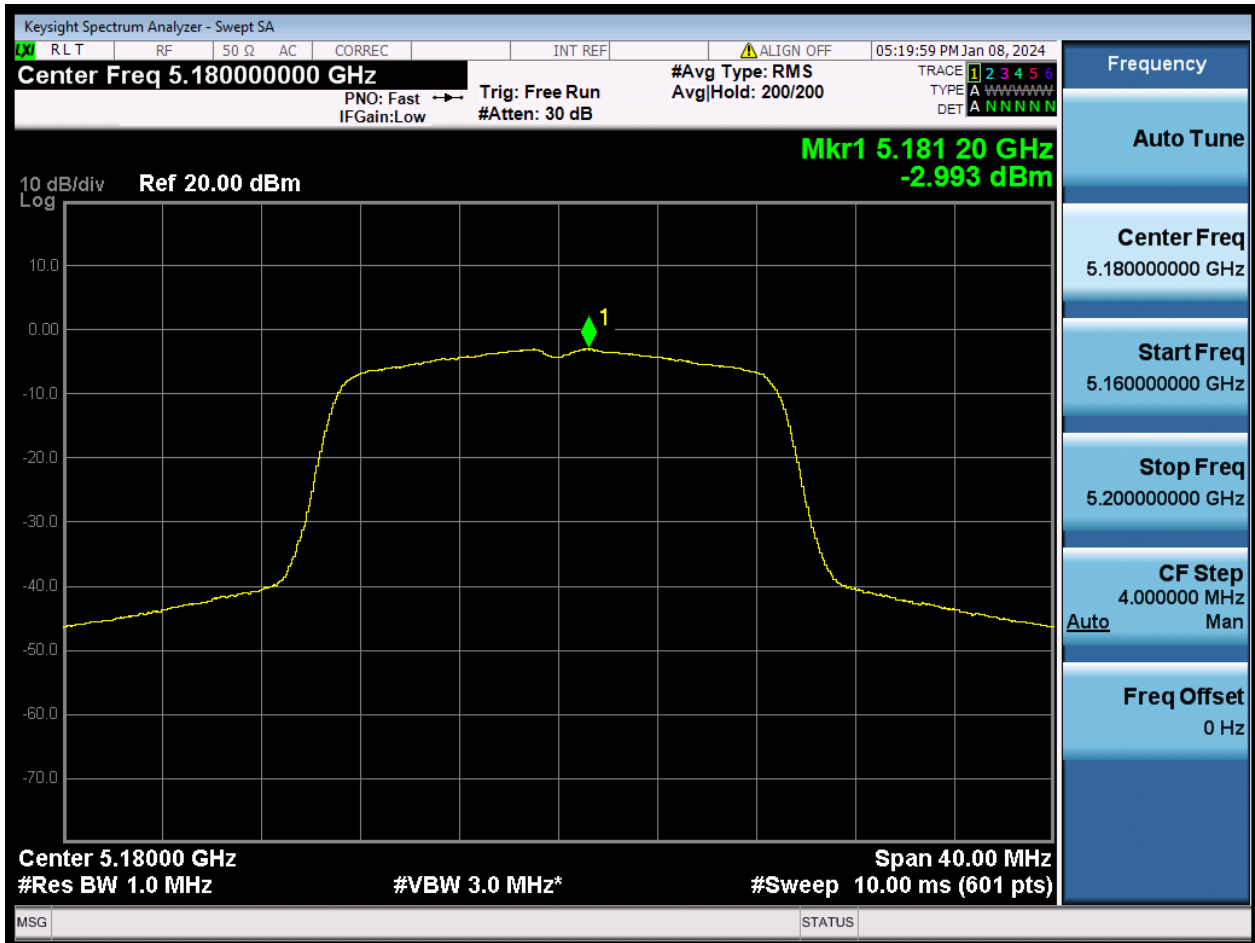 Keysight Spectrum Analyzer - Swept SA
LXI RLT RF 50 Ω AC CORREC INT REF ALIGN OFF 05:19:59 PM Jan 08, 2024
Center Freq 5.180000000 GHz
PNO: Fast
IFGain:Low
Trig: Free Run
#Atten: 30 dB
#Avg Type: RMS
Avg|Hold: 200/200
TRACE 1 2 3 4 5 6
TYPE A WWWWW
DET A N N N N N
Mkr1 5.181 20 GHz
-2.993 dBm
10 dB/div Ref 20.00 dBm
Log
10.0
0.00
-10.0
-20.0
-30.0
-40.0
-50.0
-60.0
-70.0
1
Center 5.18000 GHz Span 40.00 MHz
#Res BW 1.0 MHz #VBW 3.0 MHz* #Sweep 10.00 ms (601 pts)
MSG STATUS
Frequency
Auto Tune
Center Freq
5.180000000 GHz
Start Freq
5.160000000 GHz
Stop Freq
5.200000000 GHz
CF Step
4.000000 MHz
Auto Man
Freq Offset
0 Hz